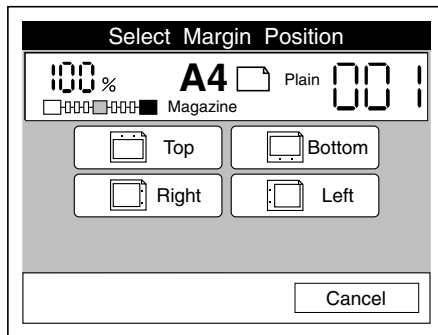 Select Margin Position
100 % A4 Plain 001
Magazine
Top Bottom
Right Left
Cancel